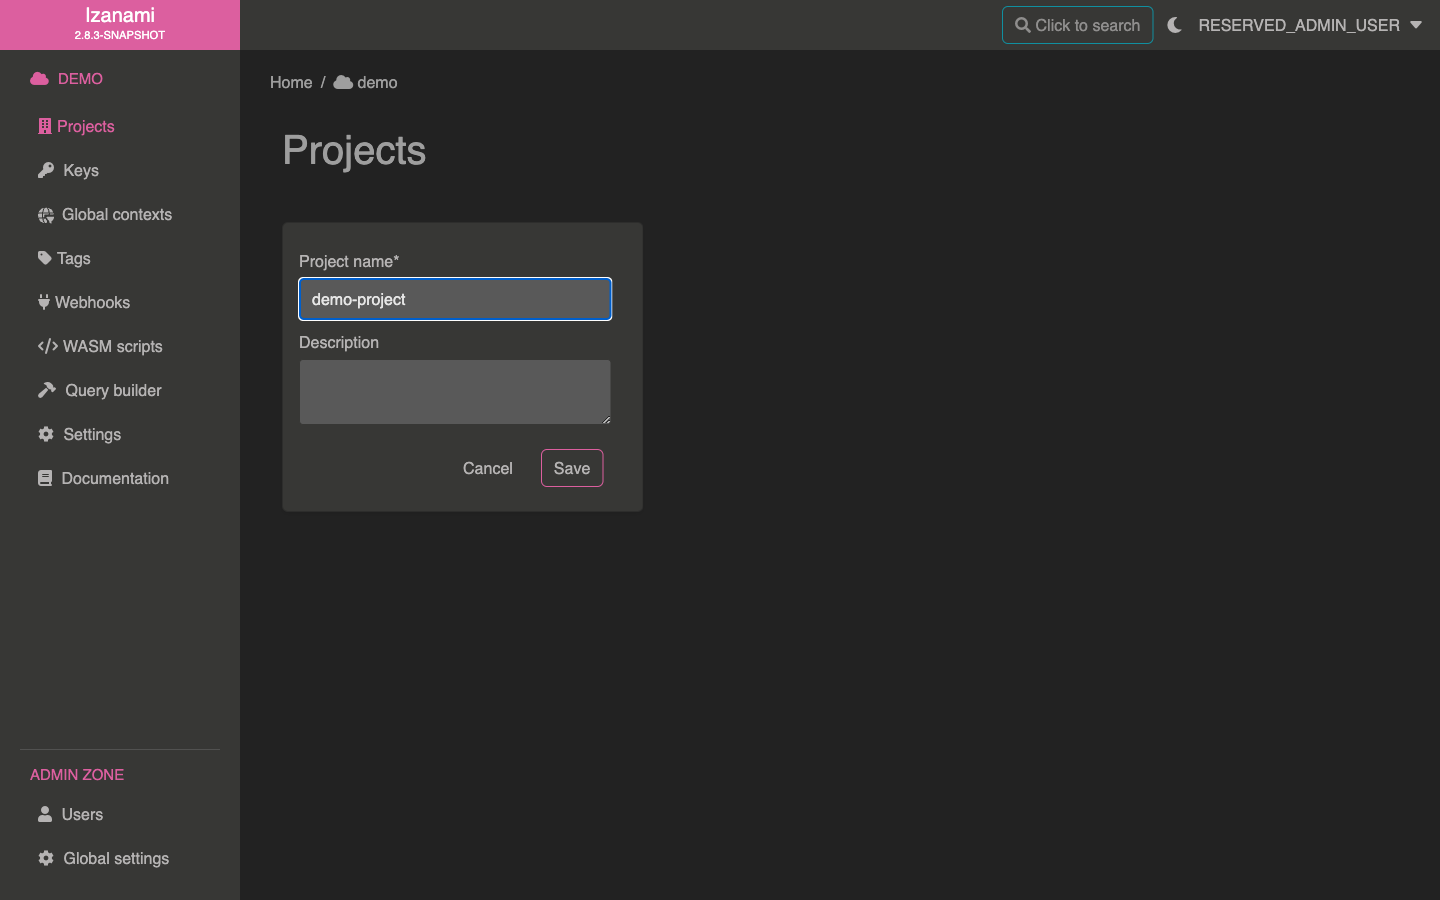 Izanami
2.8.3-SNAPSHOT
Click to search
RESERVED_ADMIN_USER
DEMO
Projects
Keys
Global contexts
Tags
Webhooks
WASM scripts
Query builder
Settings
Documentation
ADMIN ZONE
Users
Global settings
Home / demo
Projects
Project name*
demo-project
Description
Cancel Save